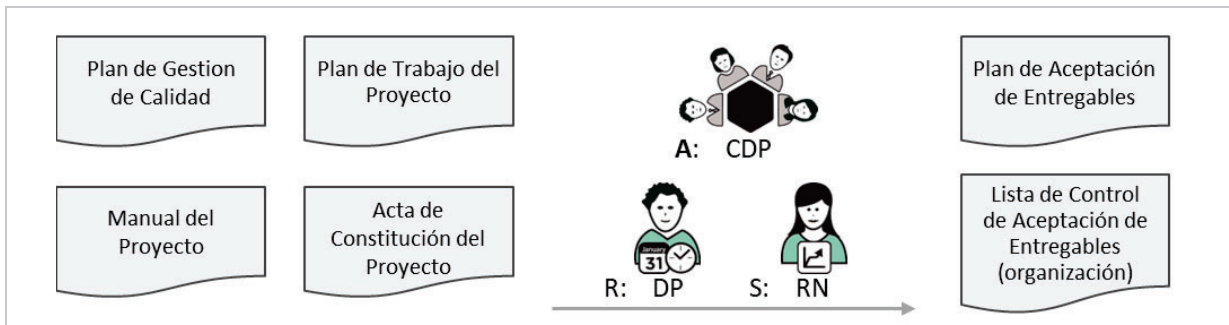 Plan de Gestion
de Calidad
Plan de Trabajo del
Proyecto
Manual del
Proyecto
Acta de
Constitución del
Proyecto
A: CDP
January
31
R: DP S: RN
Plan de Aceptación
de Entregables
Lista de Control
de Aceptación de
Entregables
(organización)